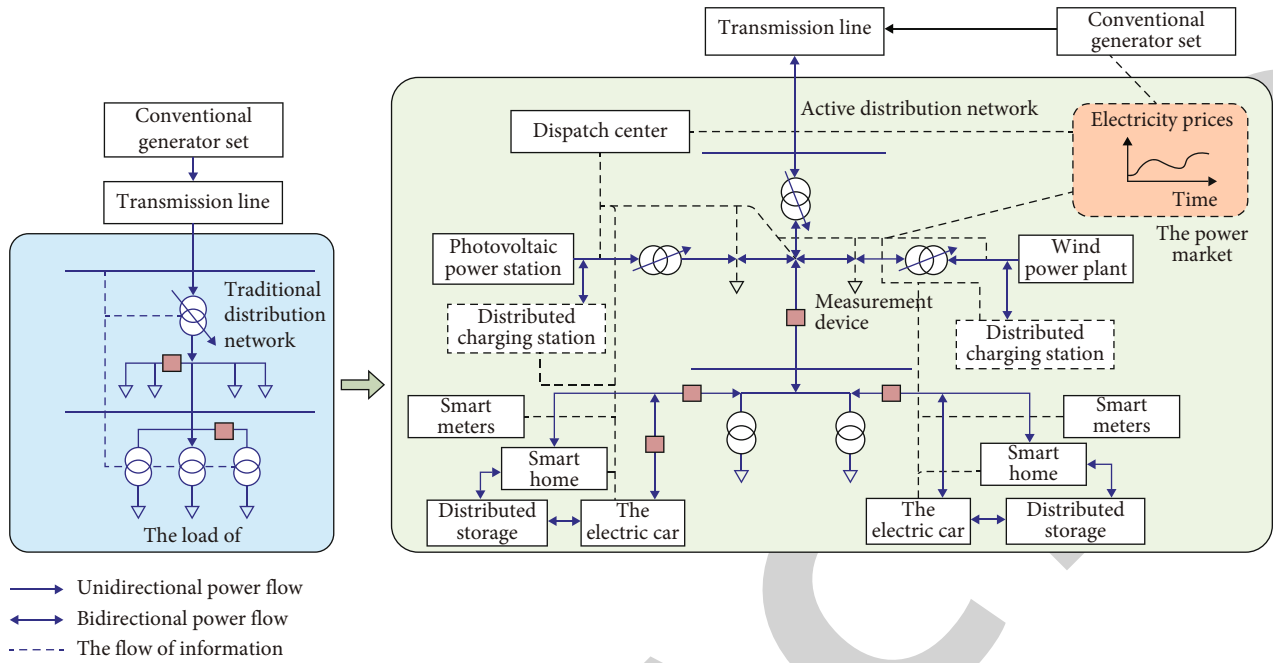 Conventional
generator set
Transmission line
Traditional
distribution
network
The load of
Transmission line
Conventional
generator set
Active distribution network
Dispatch center
Electricity prices
Time
The power
market
Photovoltaic
power station
Wind
power plant
Distributed
charging station
Measurement
device
Distributed
charging station
Smart
meters
Smart
meters
Smart
home
Smart
home
Distributed
storage
The
electric car
The
electric car
Distributed
storage
Unidirectional power flow
Bidirectional power flow
The flow of information